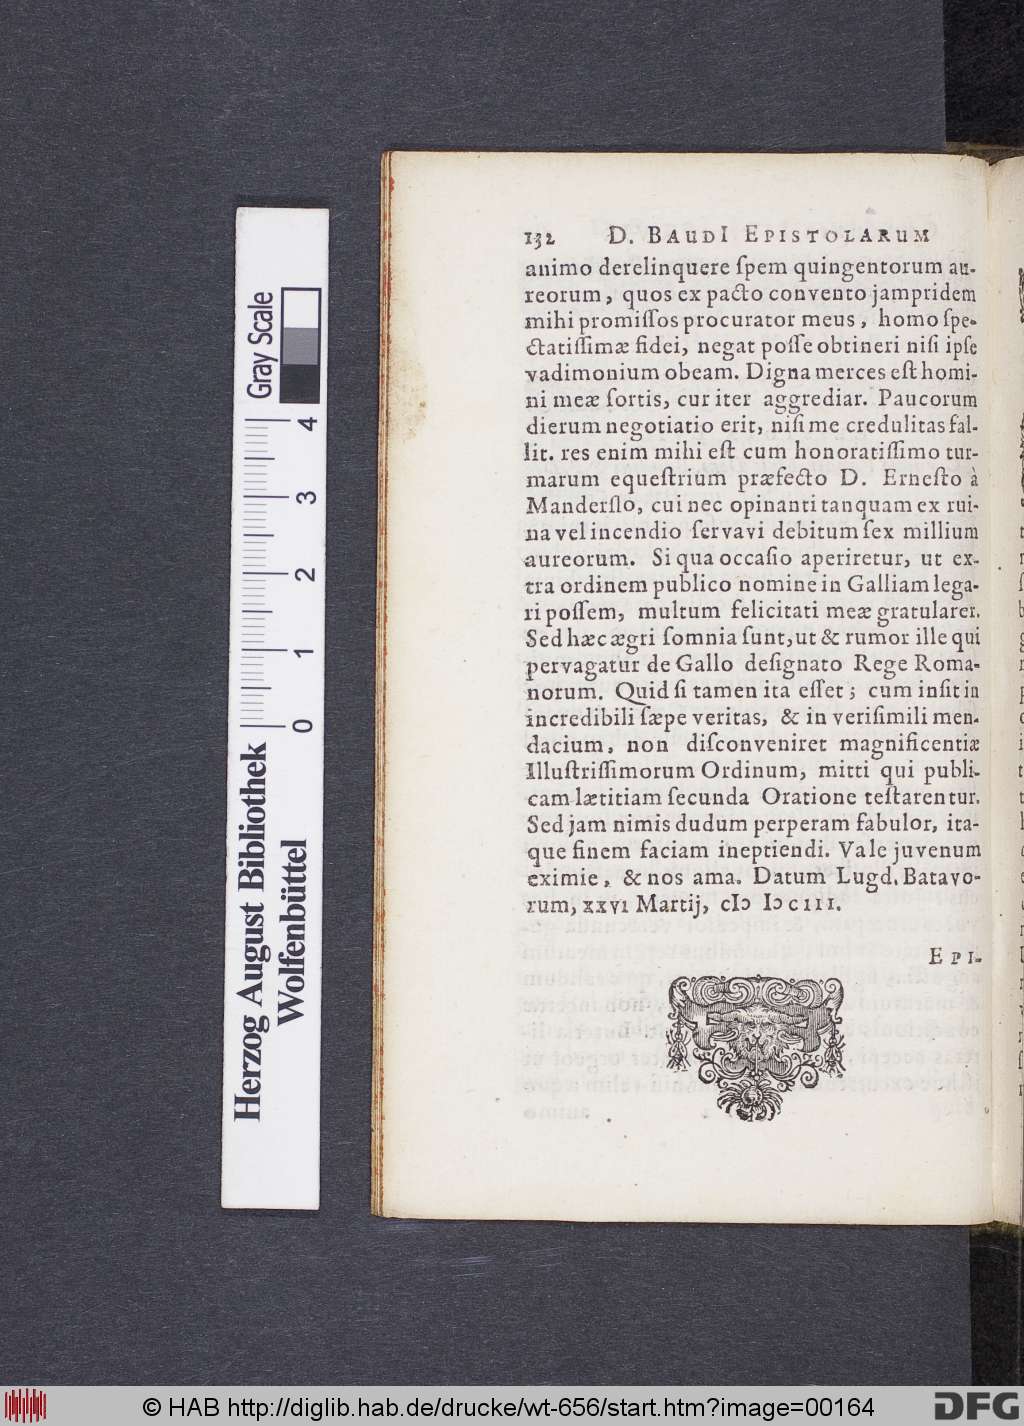 132 D. BAUDI EPISTOLARUM
animo derelinquere ſpem quingentorum au-
reorum, quos ex pacto convento jampridem
mihi promiſſos procurator meus, homo ſpe-
ctatiſſimæ fidei, negat poſſe obtineri niſi ipſe
vadimonium obeam. Digna merces eſt homi-
ni meæ ſortis, cur iter aggrediar. Paucorum
dierum negotiatio erit, niſi me credulitas fal-
lit. res enim mihi eſt cum honoratiſſimo tur-
marum equeſtrium præfecto D. Erneſto à
Manderſlo, cui nec opinanti tanquam ex rui-
na vel incendio ſervavi debitum ſex millium
aureorum. Si qua occaſio aperiretur, ut ex-
tra ordinem publico nomine in Galliam lega-
ri poſſem, multum felicitati meæ gratularer.
Sed hæc ægri ſomnia ſunt, ut & rumor ille qui
pervagatur de Gallo deſignato Rege Roma-
norum. Quid ſi tamen ita eſſet; cum inſit in
incredibili ſæpe veritas, & in veriſimili men-
dacium, non diſconveniret magnificentiæ
Illuſtriſſimorum Ordinum, mitti qui publi-
cam lætitiam ſecunda Oratione teſtarentur.
Sed jam nimis dudum perperam fabulor, ita-
que finem faciam ineptiendi. Vale juvenum
eximie, & nos ama. Datum Lugd. Batavo-
rum, XXVI Martij, cIↃ IↃcIII.
EPI-
Herzog August Bibliothek
Wolfenbüttel
0 1 2 3 4
Gray Scale
© HAB http://diglib.hab.de/drucke/wt-656/start.htm?image=00164
DFG